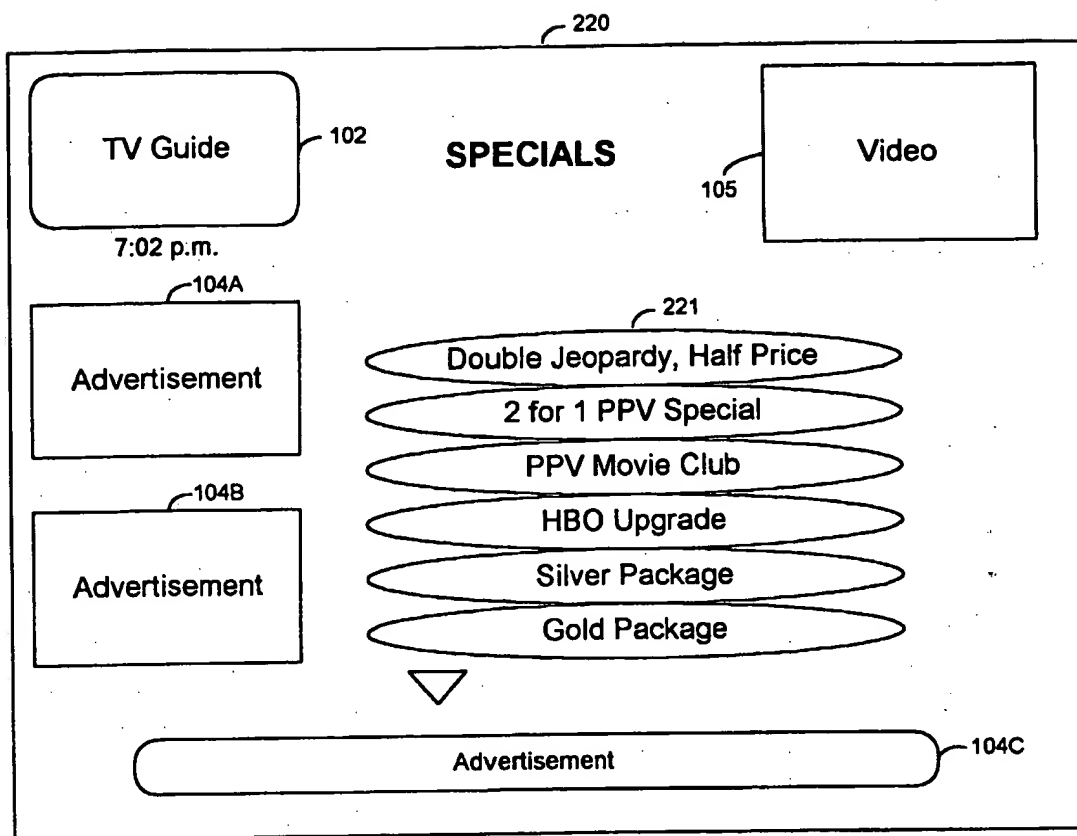 220
TV Guide
102
SPECIALS
Video
105
7:02 p.m.
104A
Advertisement
221
Double Jeopardy, Half Price
2 for 1 PPV Special
PPV Movie Club
HBO Upgrade
Silver Package
Gold Package
104B
Advertisement
Advertisement
104C